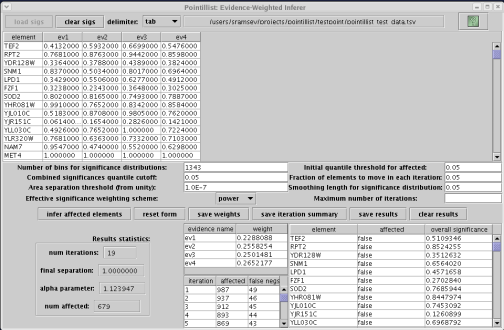 Pointillist: Evidence-Weighted Inferer
load sigs clear sigs delimiter: tab /users/sramsey/projects/pointillist/testpoint/pointillist_test_data.tsv
element ev1 ev2 ev3 ev4
TEF2 0.4132000 0.5932000 0.6699000 0.5476000
RPT2 0.7681000 0.8763000 0.9442000 0.8598000
YDR128W 0.3364000 0.3788000 0.4389000 0.3824000
SNM1 0.8370000 0.5034000 0.8017000 0.6964000
LPD1 0.3429000 0.5506000 0.6277000 0.4912000
FZF1 0.3238000 0.2343000 0.3648000 0.3025000
SOD2 0.8020000 0.8165000 0.7493000 0.7887000
YHR081W 0.9910000 0.7652000 0.8342000 0.8584000
YJL010C 0.5183000 0.8708000 0.9805000 0.7620000
YJR151C 0.061400... 0.1654000 0.2826000 0.1421000
YLL030C 0.4926000 0.7652000 1.000000 0.7224000
YLR320W 0.7681000 0.6363000 0.7332000 0.7103000
NAM7 0.9547000 0.4740000 0.5520000 0.6298000
MET4 1.000000 1.000000 1.000000 1.000000
Number of bins for significance distributions: 1343 Initial quantile threshold for affected: 0.05
Combined significances quantile cutoff: 0.05 Fraction of elements to move in each iteration: 0.05
Area separation threshold (from unity): 1.0E-7 Smoothing length for significance distribution: 0.05
Effective significance weighting scheme: power Maximum number of iterations:
infer affected elements reset form save weights save iteration summary save results clear results
Results statistics:
num iterations: 19
final separation: 1.0000000
alpha parameter: 1.123947
num affected: 679
evidence name weight
ev1 0.2288088
ev2 0.2558254
ev3 0.2501481
ev4 0.2652177
iteration affected false negs
1 987 49
2 937 46
3 912 45
4 893 44
5 869 43
element affected overall significance
TEF2 false 0.5109346
RPT2 false 0.8524255
YDR128W false 0.3512632
SNM1 false 0.6564020
LPD1 false 0.4571658
FZF1 false 0.2702840
SOD2 false 0.7685944
YHR081W false 0.8447974
YJL010C false 0.7453092
YJR151C false 0.1260899
YLL030C false 0.6968792